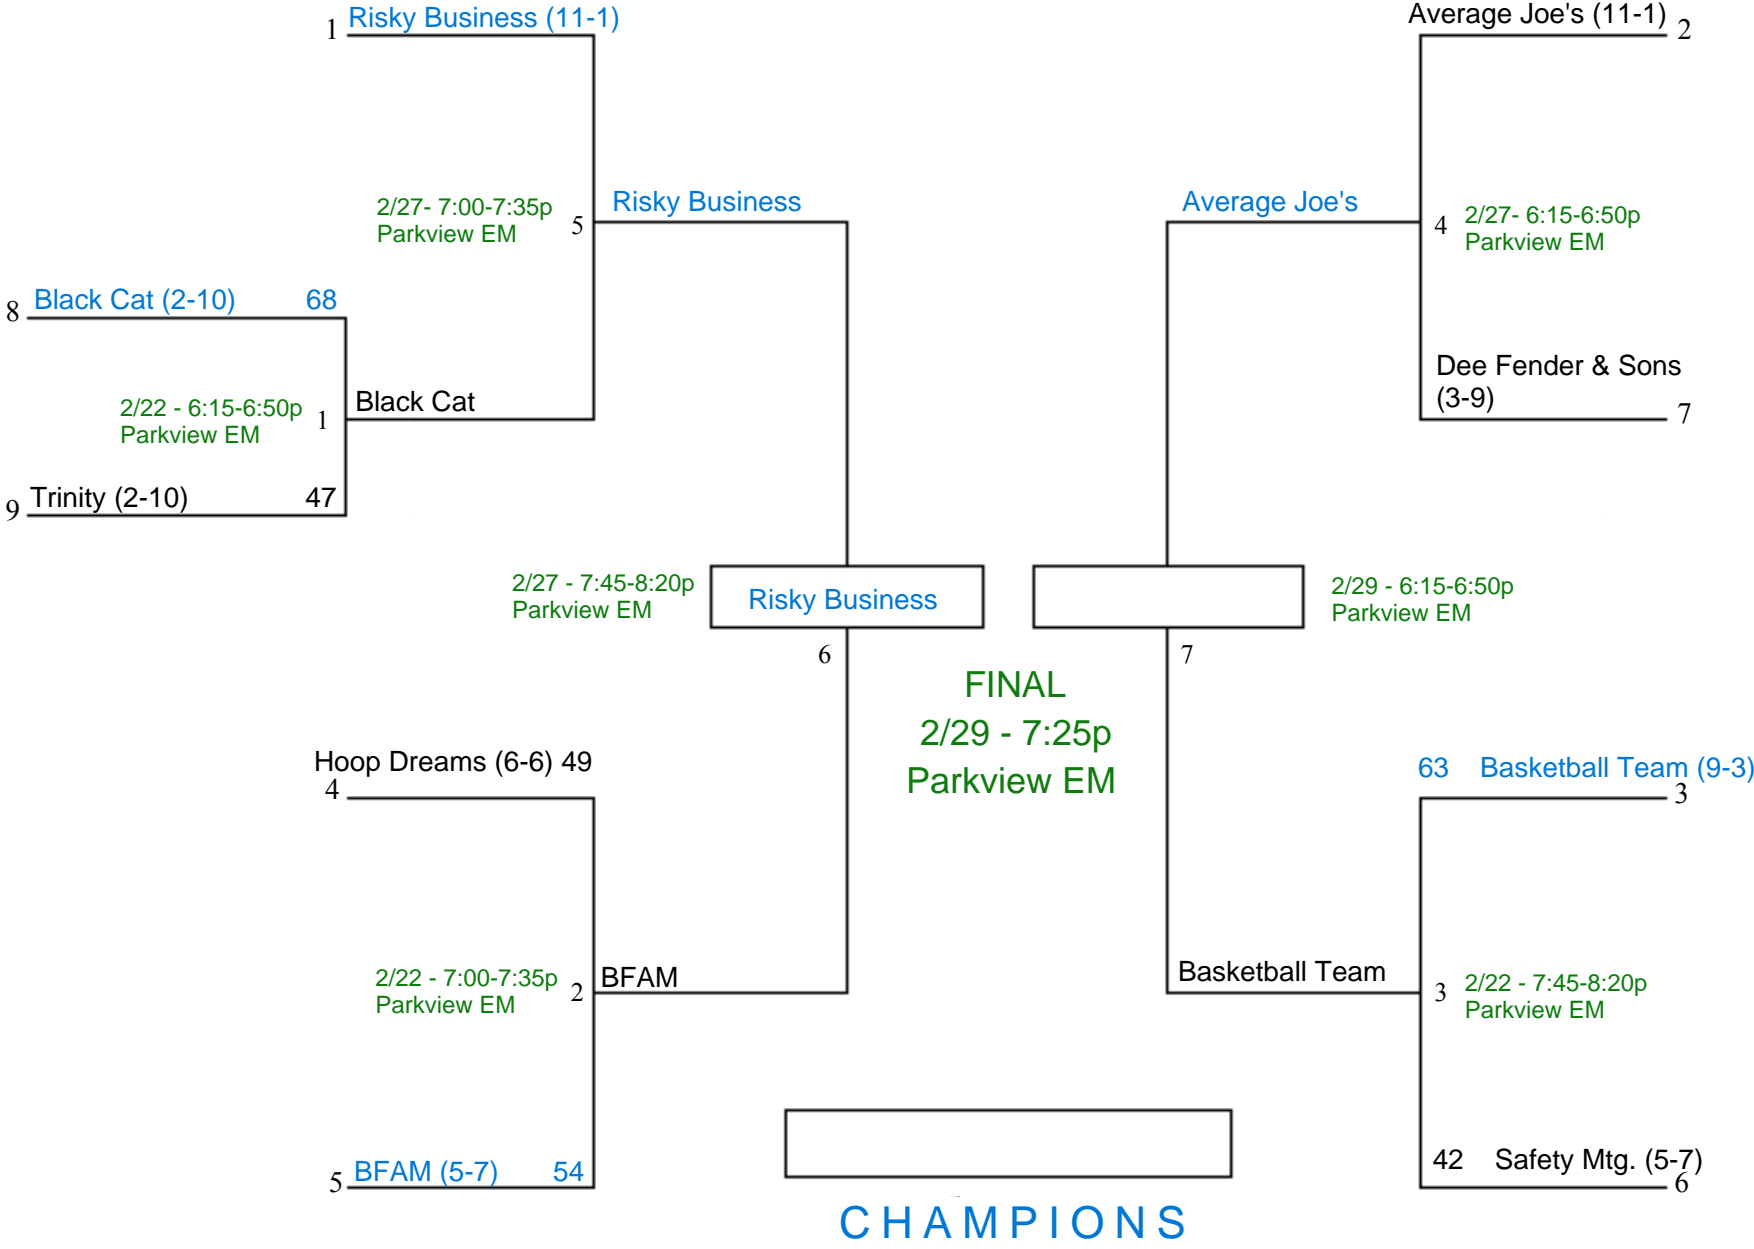 1 Risky Business (11-1)
Average Joe's (11-1) 2
2/27- 7:00-7:35p
Parkview EM
5
Risky Business
Average Joe's
4
2/27- 6:15-6:50p
Parkview EM
8 Black Cat (2-10) 68
2/22 - 6:15-6:50p
Parkview EM
1
Black Cat
Dee Fender & Sons
(3-9)
7
9 Trinity (2-10) 47
2/27 - 7:45-8:20p
Parkview EM
Risky Business
6
2/29 - 6:15-6:50p
Parkview EM
7
FINAL
2/29 - 7:25p
Parkview EM
Hoop Dreams (6-6) 49
4
63 Basketball Team (9-3)
3
2/22 - 7:00-7:35p
Parkview EM
2
BFAM
Basketball Team
3
2/22 - 7:45-8:20p
Parkview EM
5 BFAM (5-7) 54
42 Safety Mtg. (5-7)
6
CHAMPIONS